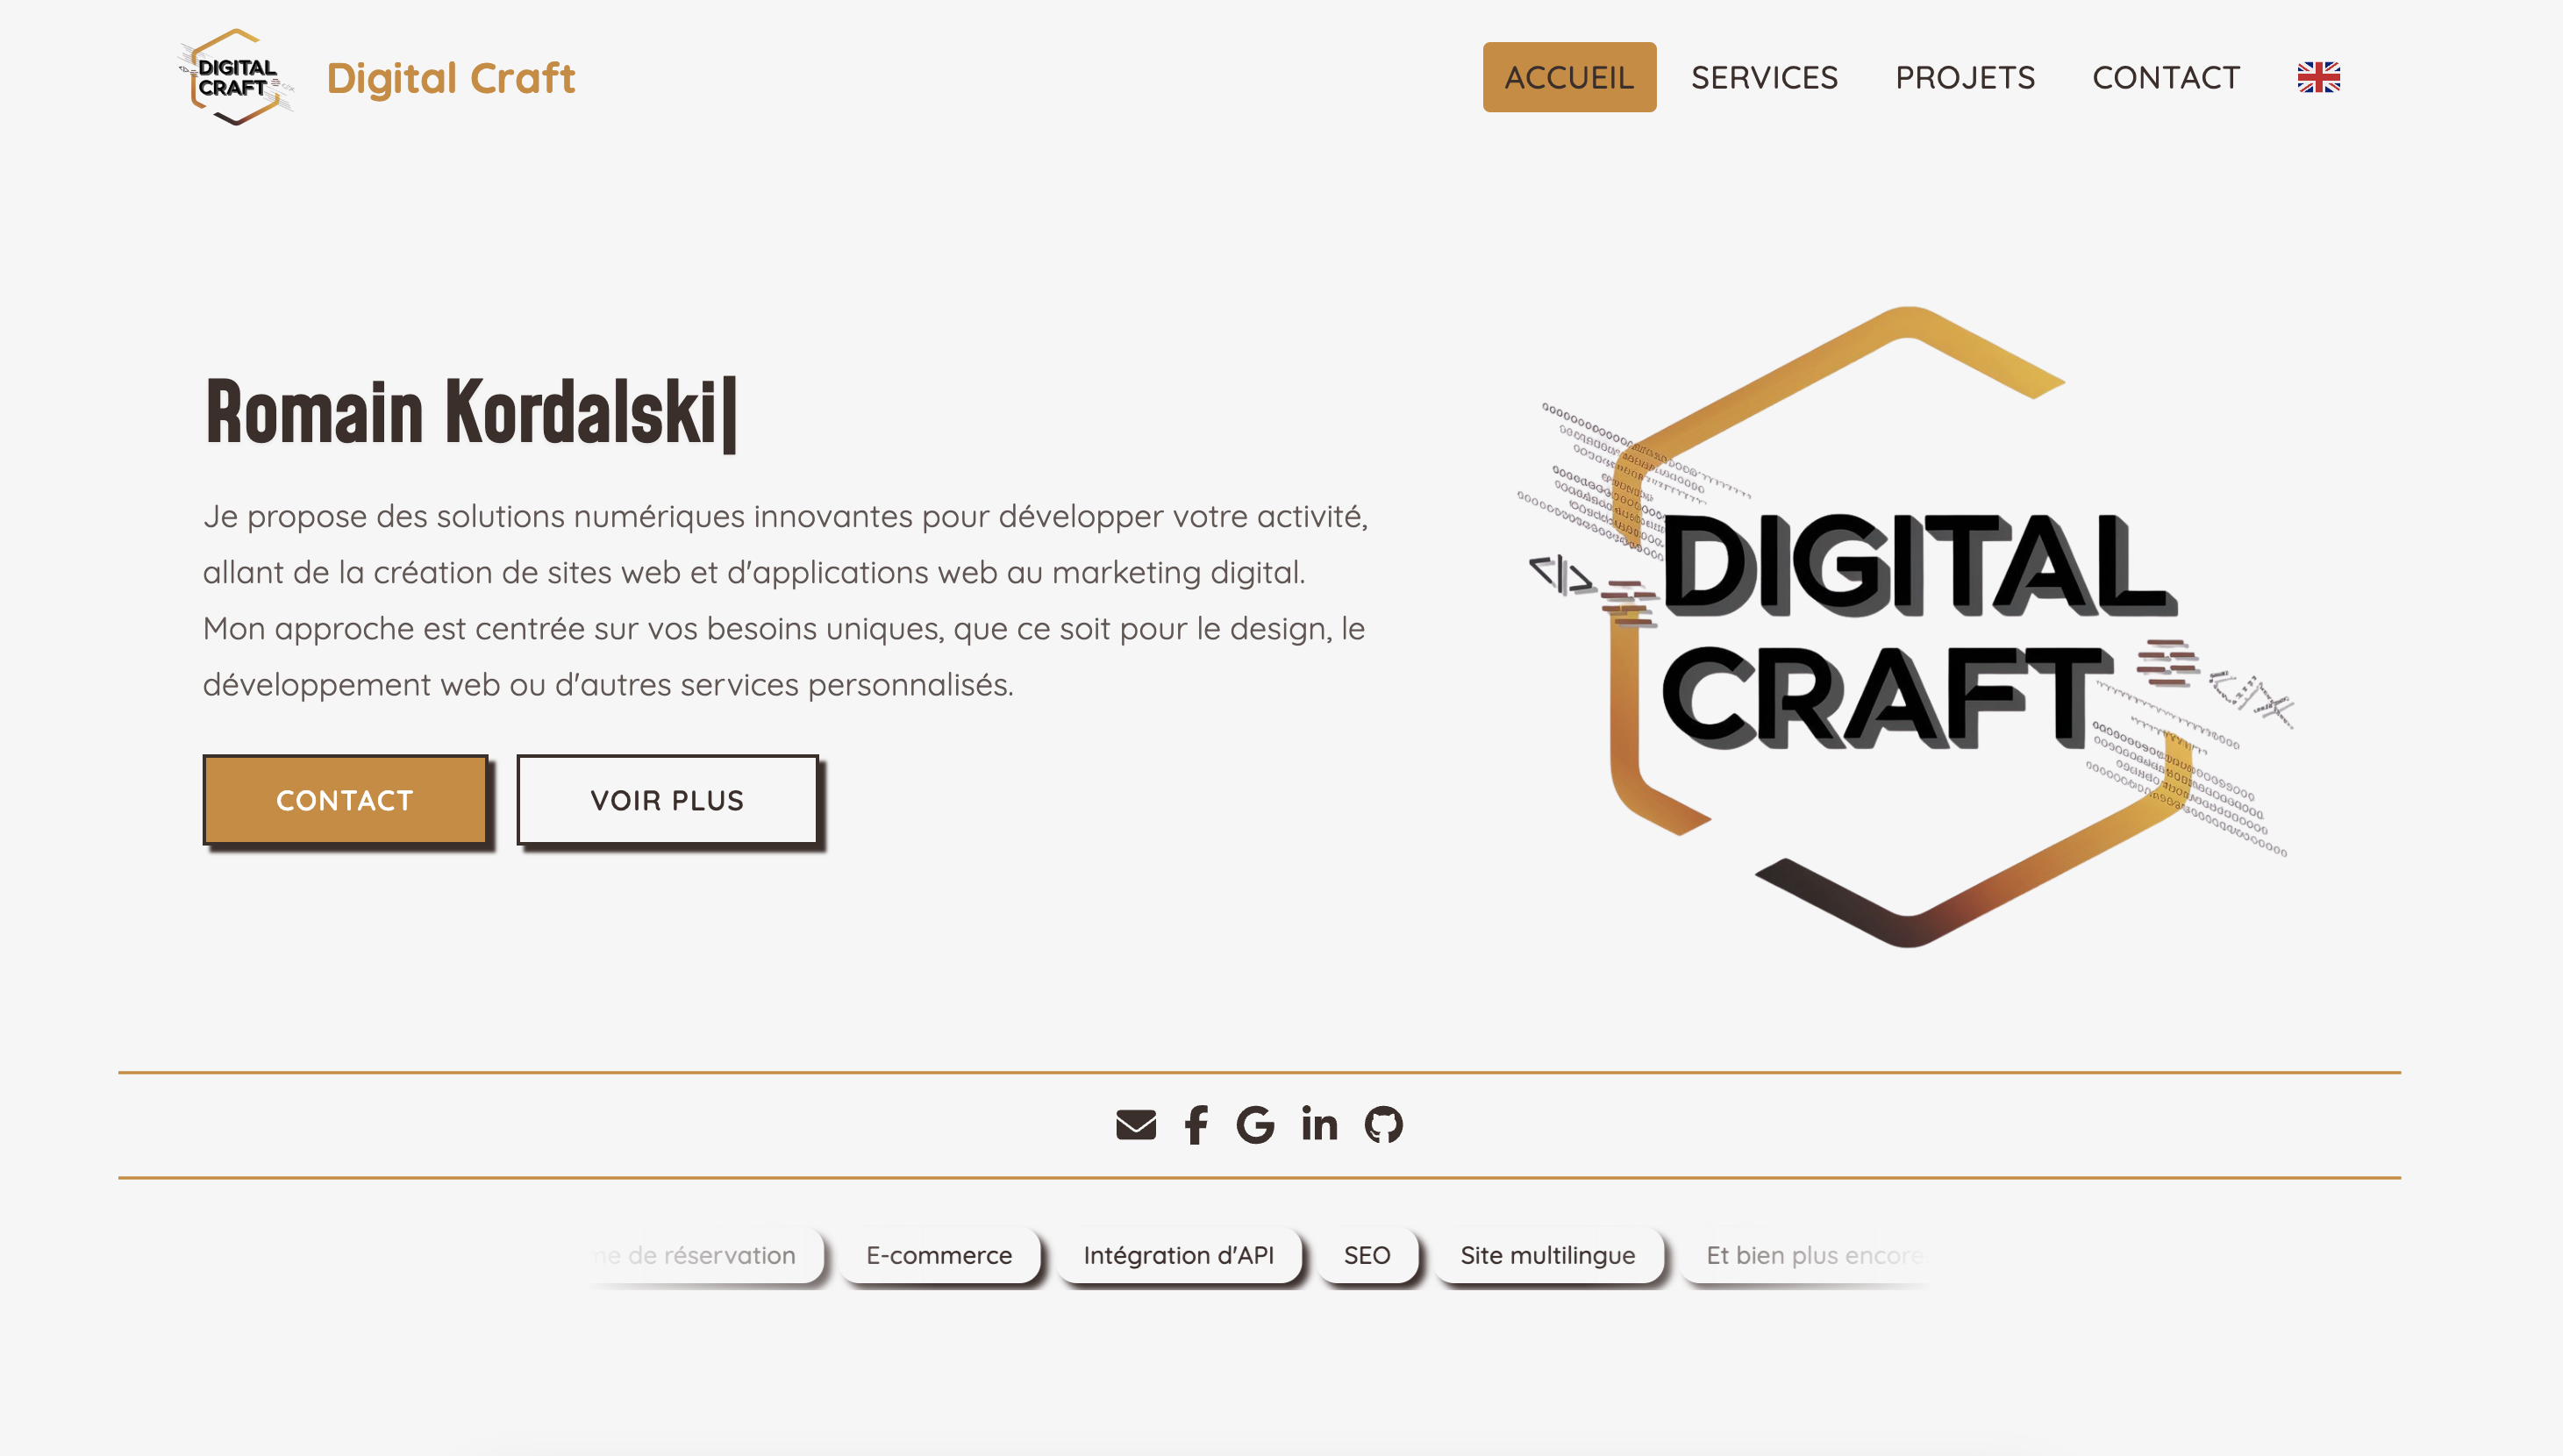 DIGITAL
CRAFT
Digital Craft
ACCUEIL
SERVICES
PROJETS
CONTACT
Romain Kordalski
Je propose des solutions numériques innovantes pour développer votre activité,
allant de la création de sites web et d'applications web au marketing digital.
Mon approche est centrée sur vos besoins uniques, que ce soit pour le design, le
développement web ou d'autres services personnalisés.
CONTACT
VOIR PLUS
DIGITAL
CRAFT
de réservation
E-commerce
Intégration d'API
SEO
Site multilingue
Et bien plus encore